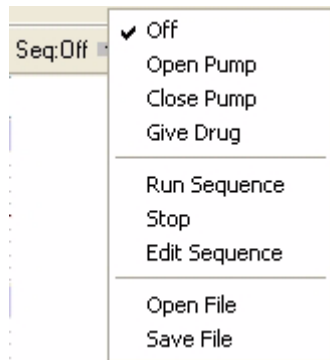 Seq:Off
Off
Open Pump
Close Pump
Give Drug
Run Sequence
Stop
Edit Sequence
Open File
Save File